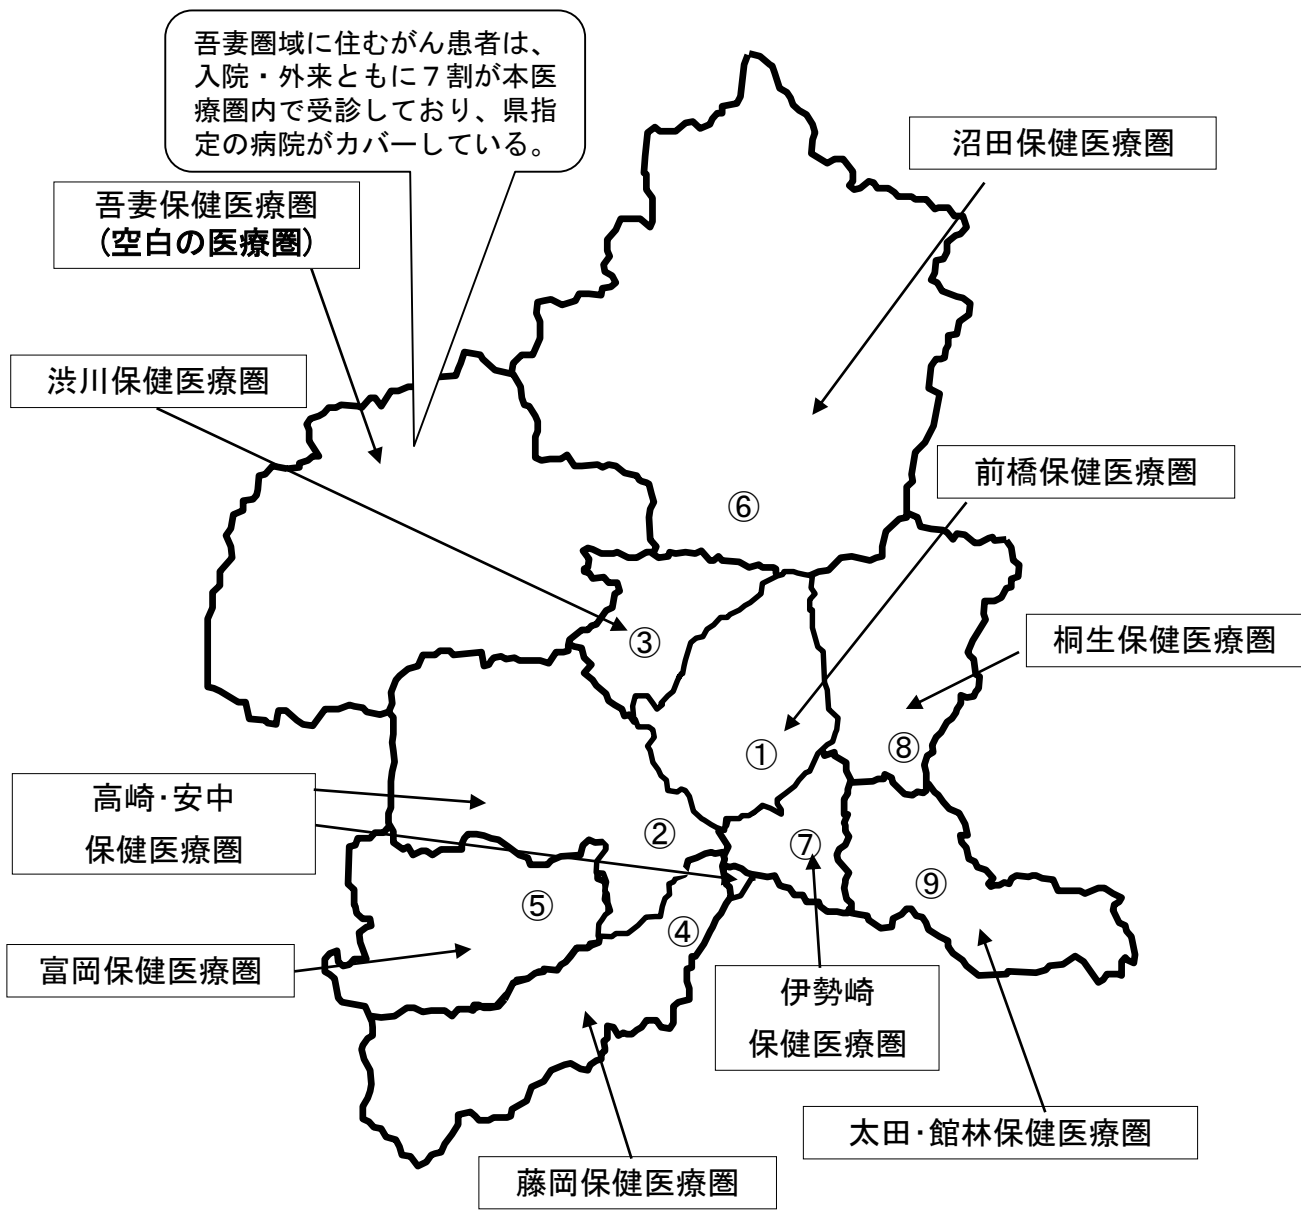 吾妻圏域に住むがん患者は、
入院・外来ともに７割が本医
療圏内で受診しており、県指
定の病院がカバーしている。
沼田保健医療圏
吾妻保健医療圏
(空白の医療圏)
渋川保健医療圏
前橋保健医療圏
⑥
③
桐生保健医療圏
①
⑧
高崎・安中
保健医療圏
②
⑦
⑨
⑤
④
富岡保健医療圏
伊勢崎
保健医療圏
太田・館林保健医療圏
藤岡保健医療圏